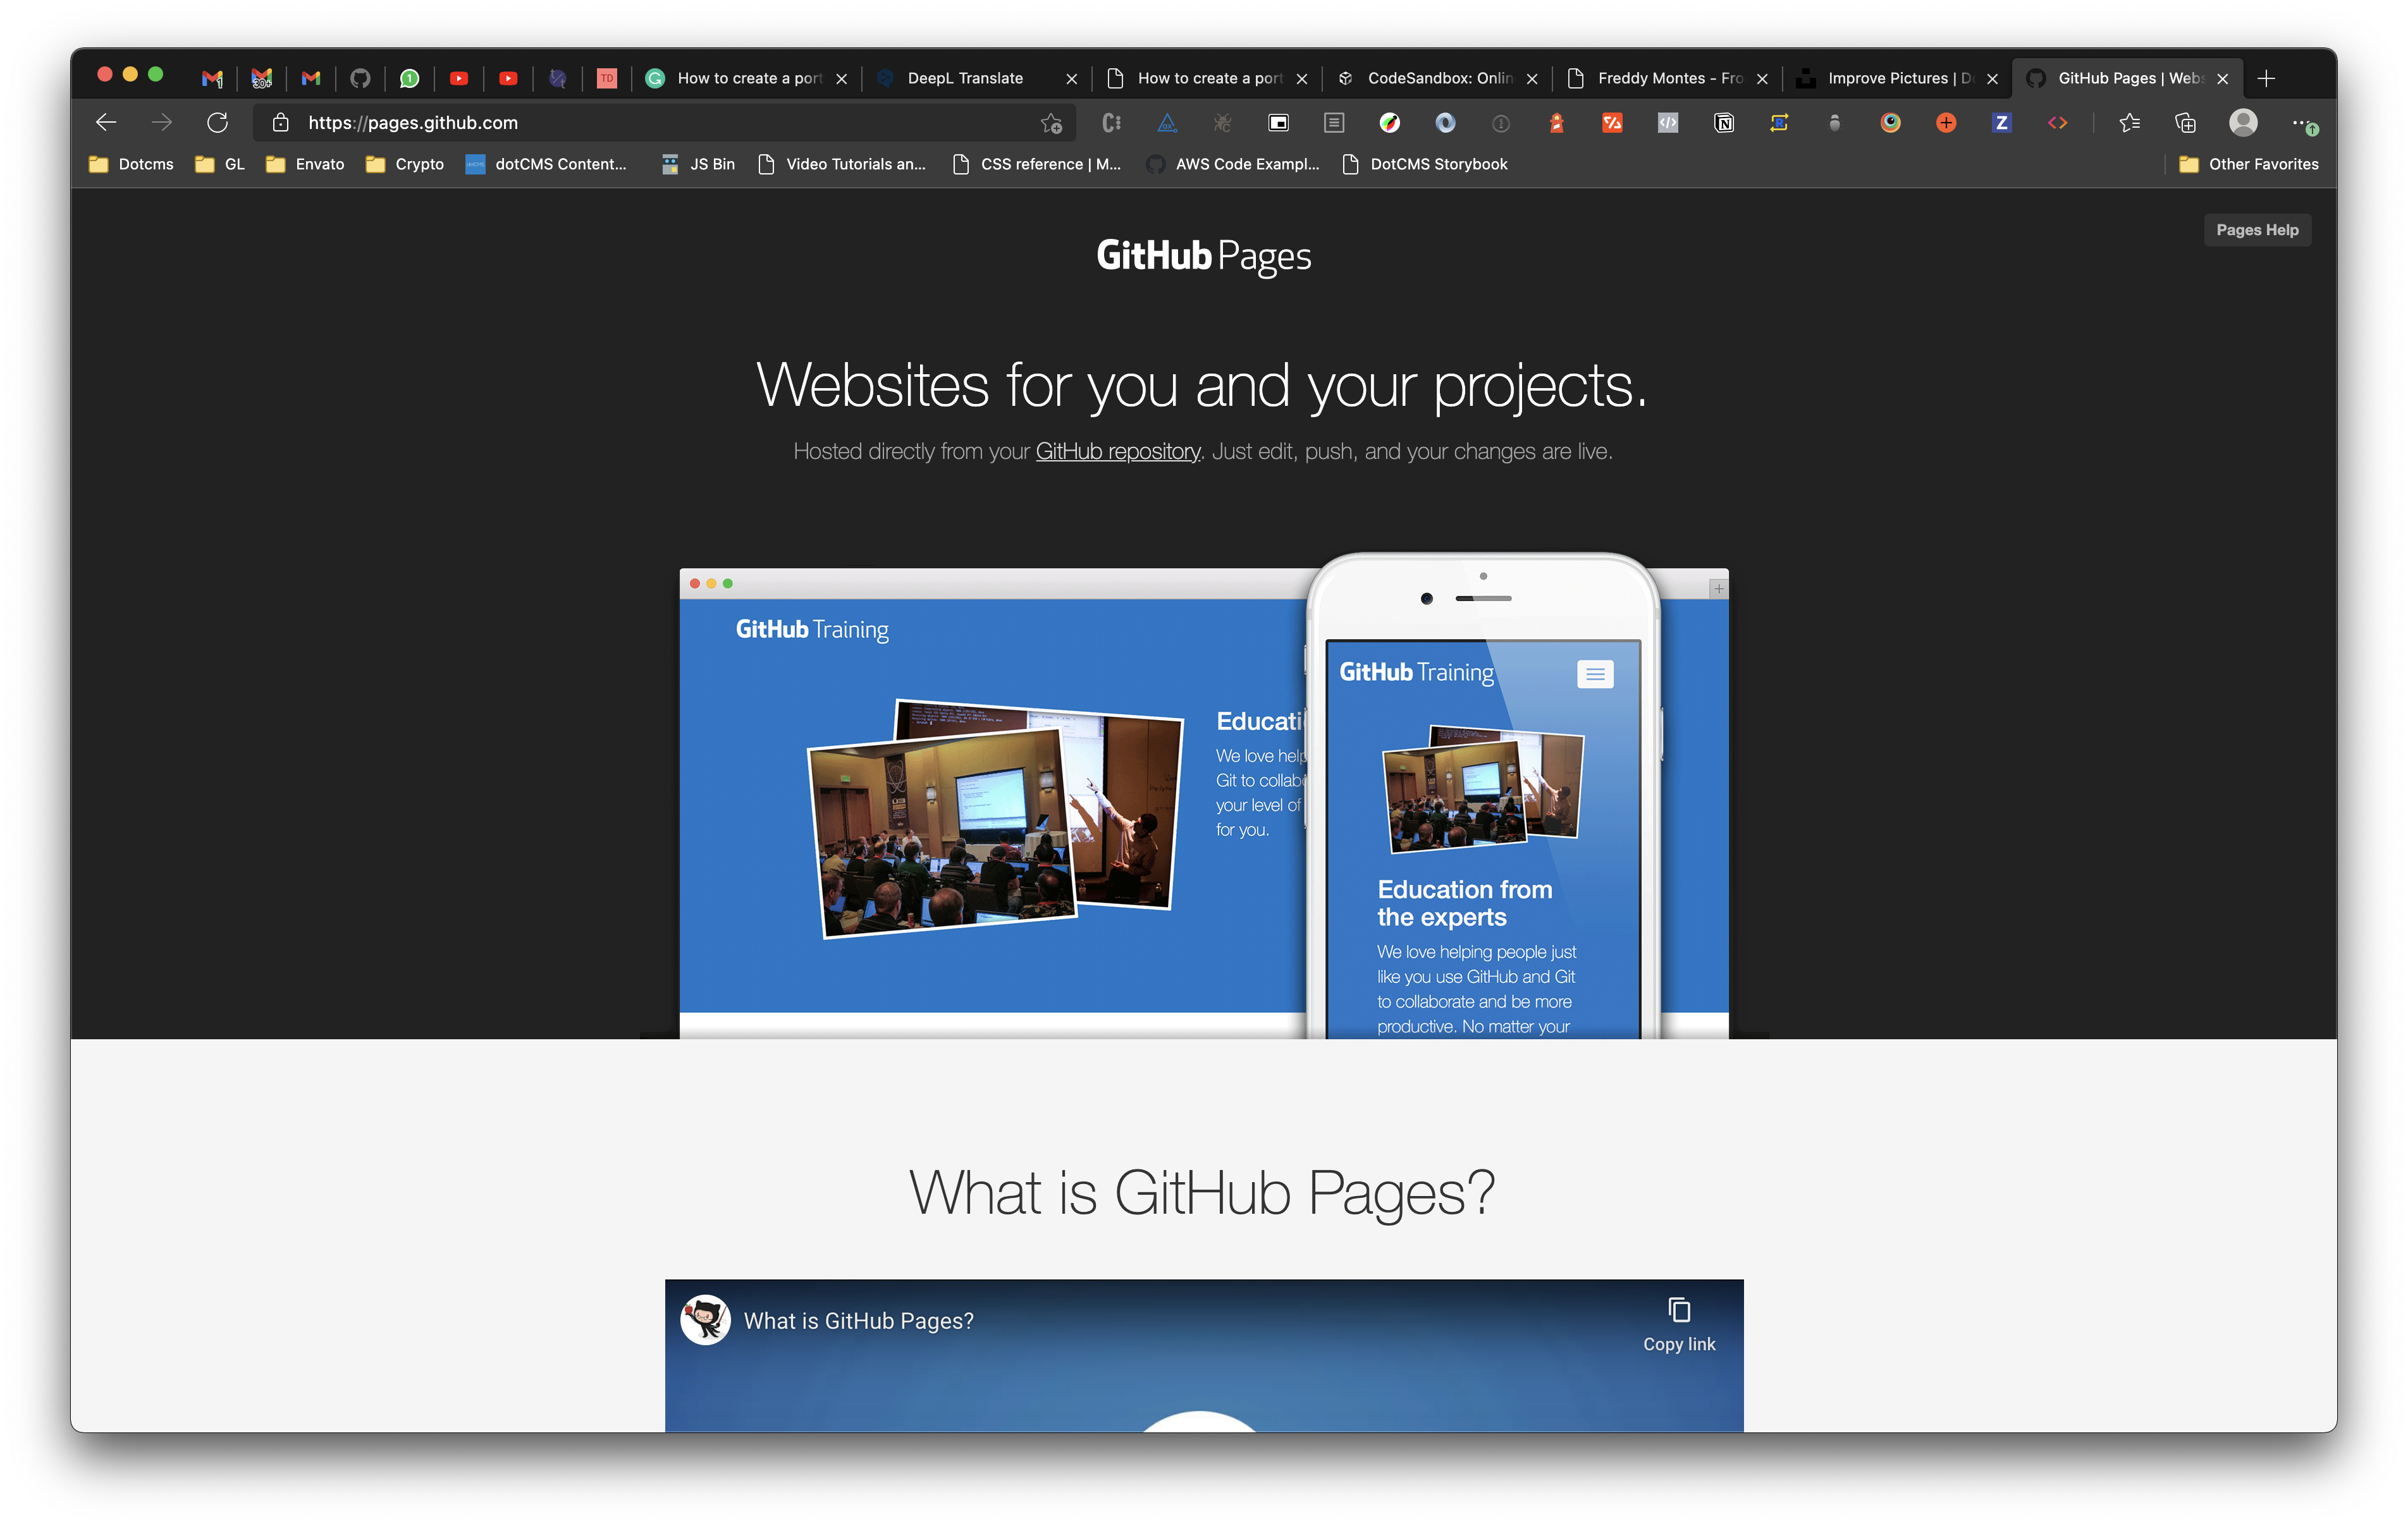 30+
1
TD
How to create a port
DeepL Translate
How to create a port
CodeSandbox: Onlin
Freddy Montes - Fro
Improve Pictures | D
GitHub Pages | Webs
https://pages.github.com
Dotcms
GL
Envato
Crypto
dotCMS Content...
JS Bin
Video Tutorials an...
CSS reference | M...
AWS Code Exampl...
DotCMS Storybook
Other Favorites
Pages Help
GitHub Pages
Websites for you and your projects.
Hosted directly from your GitHub repository. Just edit, push, and your changes are live.
GitHub Training
Educati
We love help
Git to collabo
your level of
for you.
GitHub Training
Education from
the experts
We love helping people just
like you use GitHub and Git
to collaborate and be more
productive. No matter your
What is GitHub Pages?
What is GitHub Pages?
Copy link